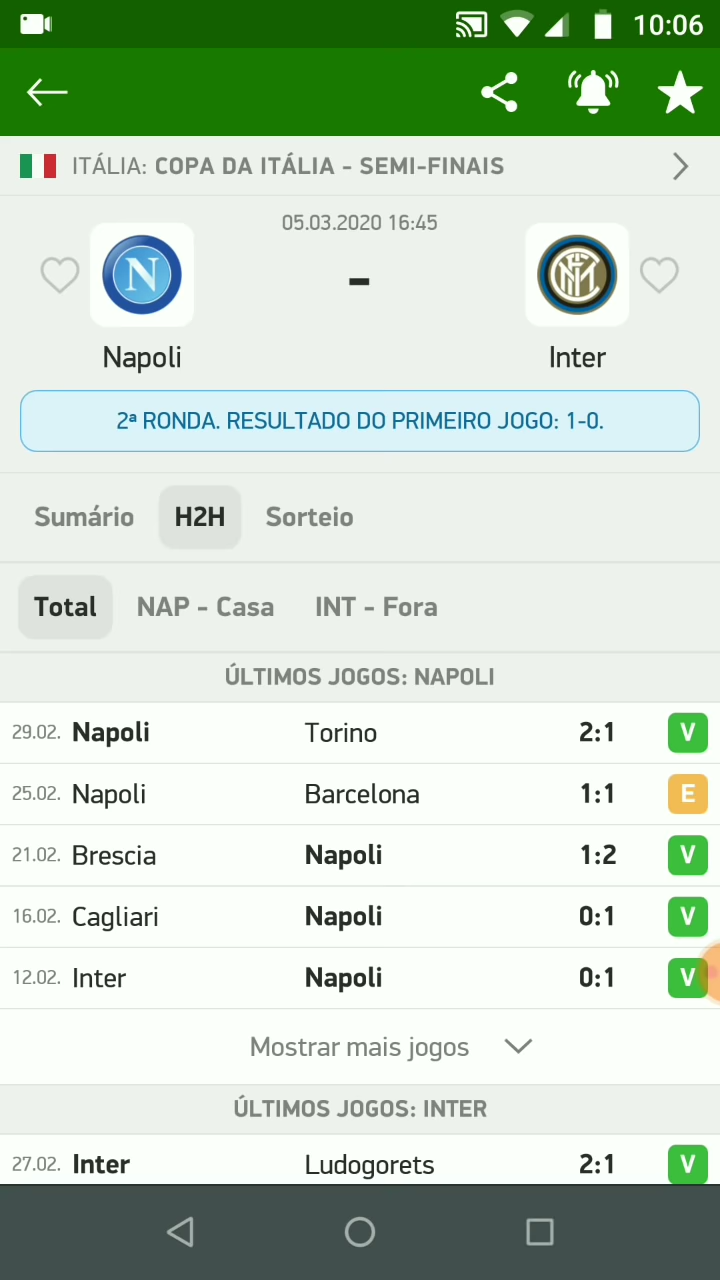 10:06
ITÁLIA: COPA DA ITÁLIA - SEMI-FINAIS
05.03.2020 16:45
N
-
Napoli
Inter
2ª RONDA. RESULTADO DO PRIMEIRO JOGO: 1-0.
Sumário H2H Sorteio
Total NAP - Casa INT - Fora
ÚLTIMOS JOGOS: NAPOLI
29.02. Napoli Torino 2:1 V
25.02. Napoli Barcelona 1:1 E
21.02. Brescia Napoli 1:2 V
16.02. Cagliari Napoli 0:1 V
12.02. Inter Napoli 0:1 V
Mostrar mais jogos
ÚLTIMOS JOGOS: INTER
27.02. Inter Ludogorets 2:1 V